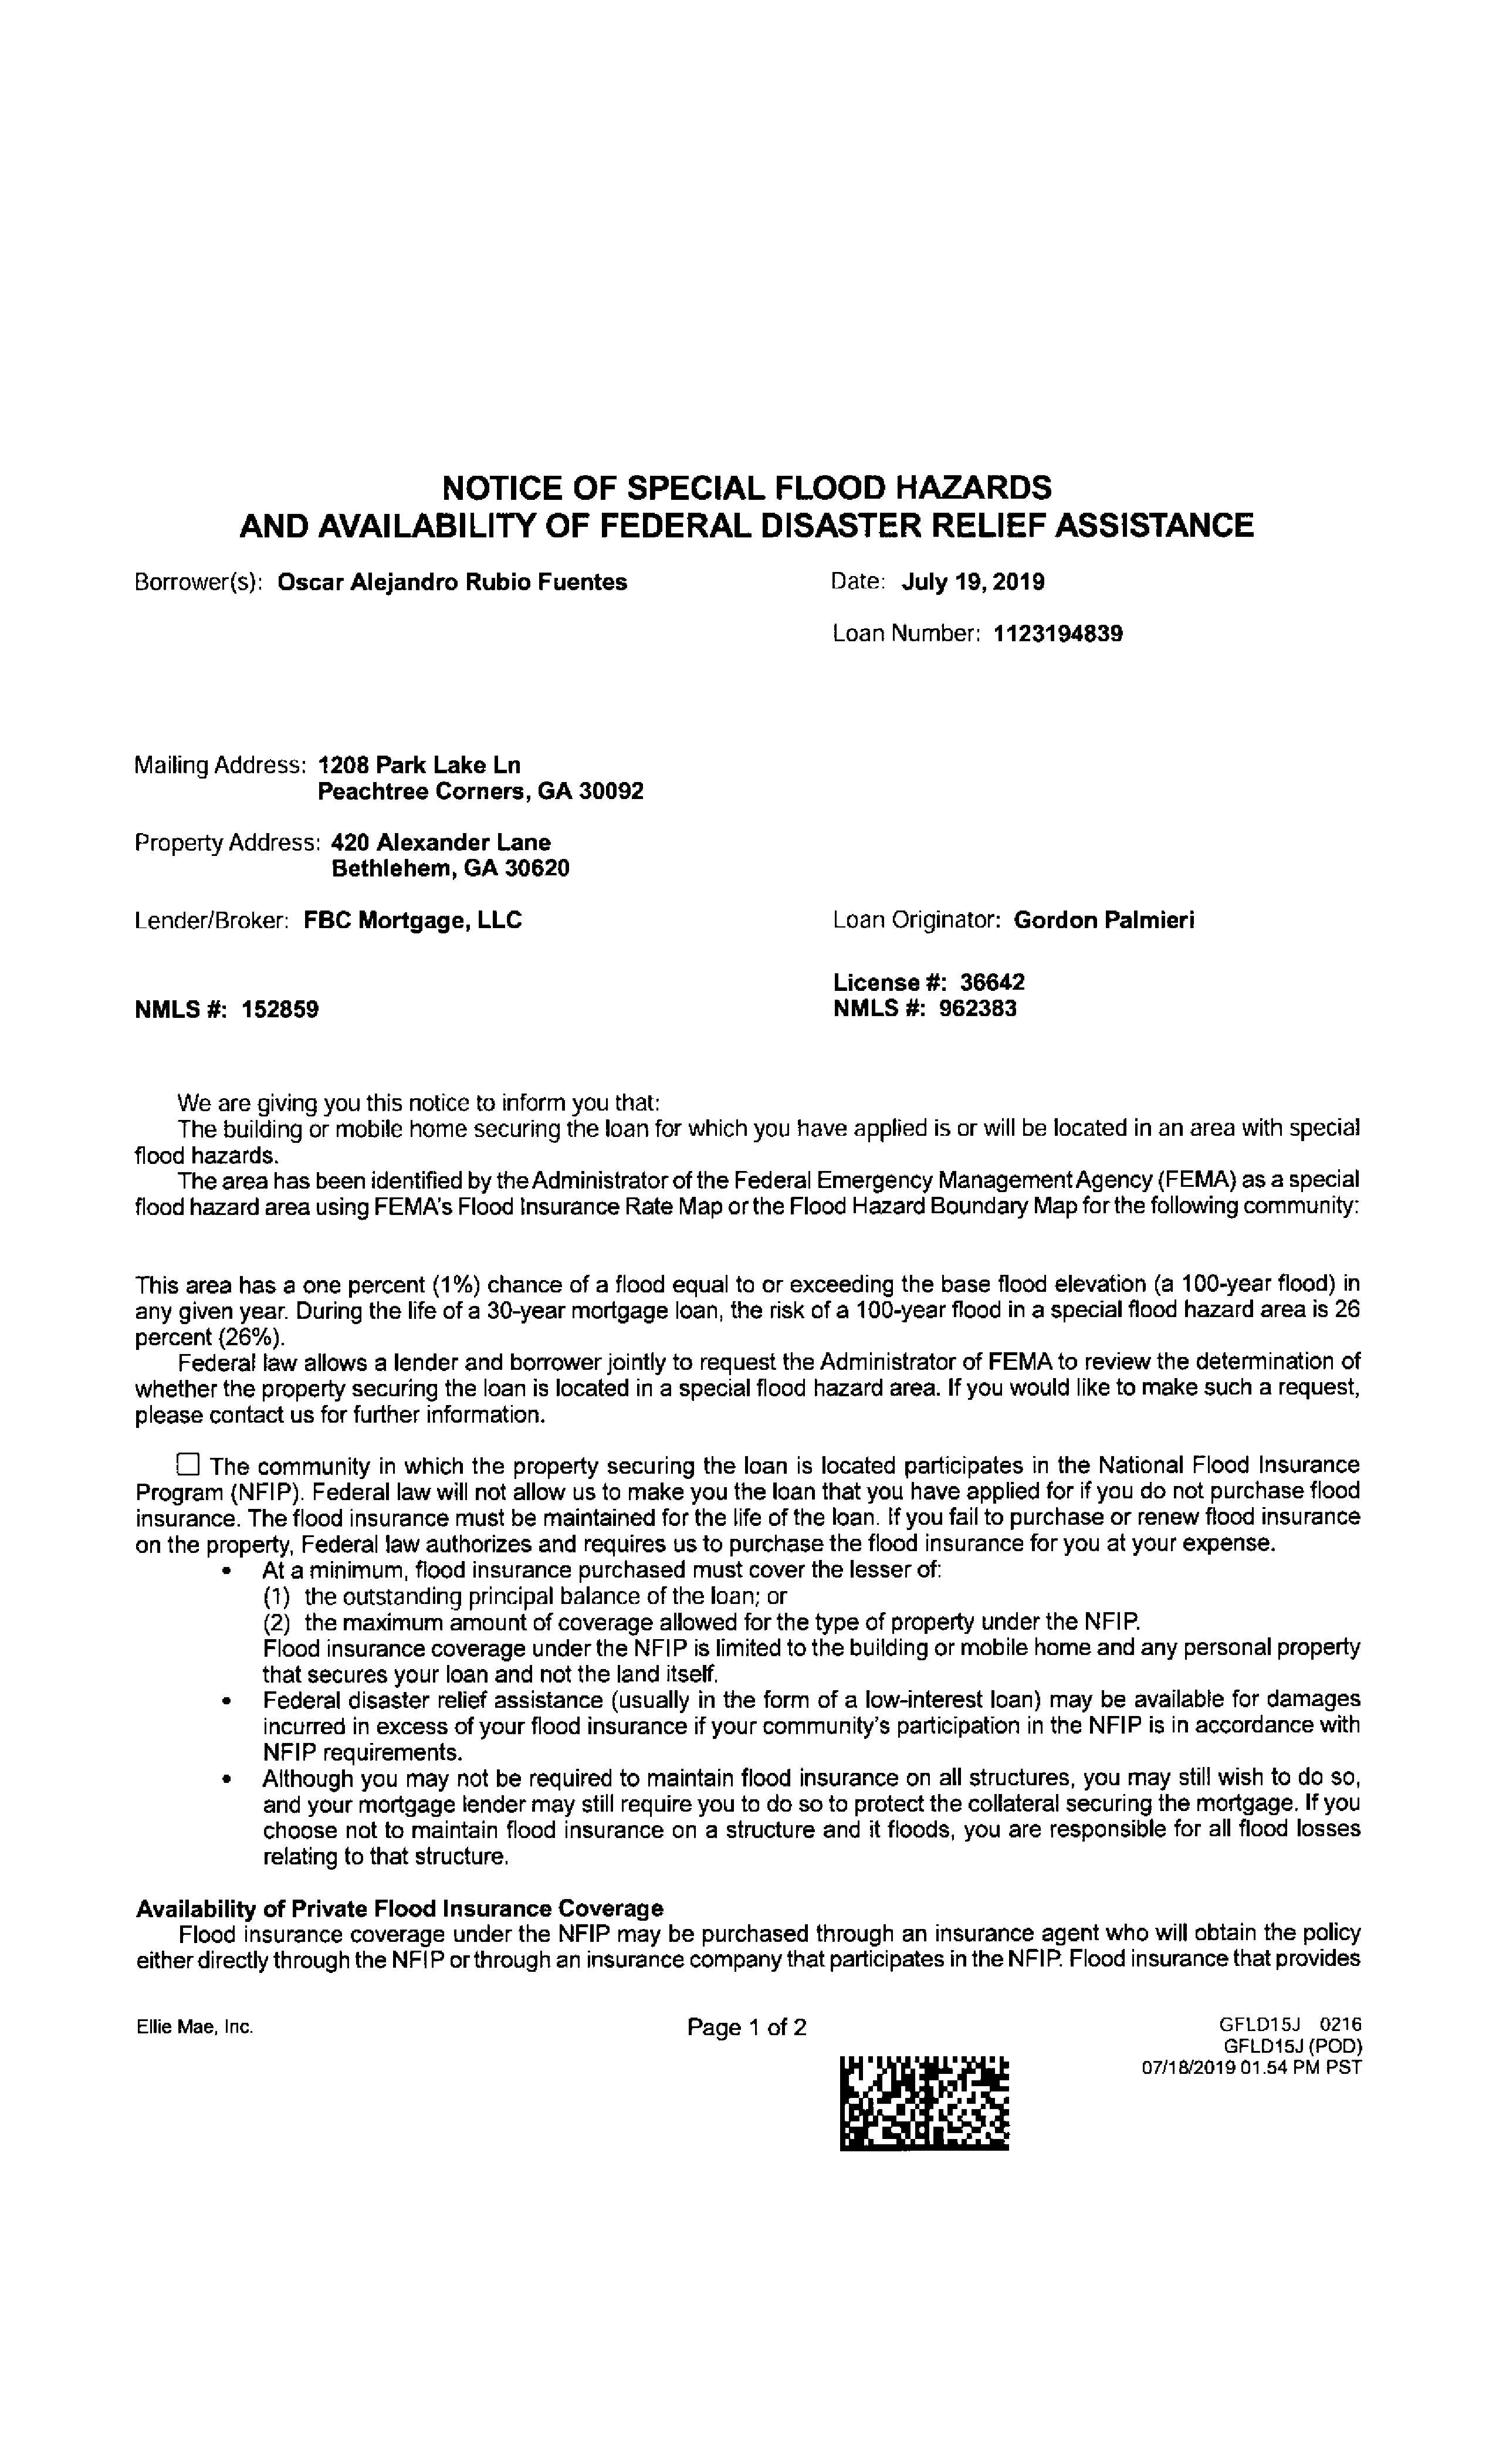 NOTICE OF SPECIAL FLOOD HAZARDS
AND AVAILABILITY OF FEDERAL DISASTER RELIEF ASSISTANCE
Borrower(s): Oscar Alejandro Rubio Fuentes
Date: July 19, 2019
Loan Number: 1123194839
Mailing Address: 1208 Park Lake Ln
Peachtree Corners, GA 30092
Property Address: 420 Alexander Lane
Bethlehem, GA 30620
Lender/Broker: FBC Mortgage, LLC
Loan Originator: Gordon Palmieri
License #: 36642
NMLS #: 152859
NMLS #: 962383
We are giving you this notice to inform you that:
The building or mobile home securing the loan for which you have applied is or will be located in an area with special
flood hazards.
The area has been identified by the Administrator of the Federal Emergency Management Agency (FEMA) as a special
flood hazard area using FEMA's Flood Insurance Rate Map or the Flood Hazard Boundary Map for the following community:
This area has a one percent (1%) chance of a flood equal to or exceeding the base flood elevation (a 100-year flood) in
any given year. During the life of a 30-year mortgage loan, the risk of a 100-year flood in a special flood hazard area is 26
percent (26%).
Federal law allows a lender and borrower jointly to request the Administrator of FEMA to review the determination of
whether the property securing the loan is located in a special flood hazard area. If you would like to make such a request,
please contact us for further information.
☐ The community in which the property securing the loan is located participates in the National Flood Insurance
Program (NFIP). Federal law will not allow us to make you the loan that you have applied for if you do not purchase flood
insurance. The flood insurance must be maintained for the life of the loan. If you fail to purchase or renew flood insurance
on the property, Federal law authorizes and requires us to purchase the flood insurance for you at your expense.
• At a minimum, flood insurance purchased must cover the lesser of:
(1) the outstanding principal balance of the loan; or
(2) the maximum amount of coverage allowed for the type of property under the NFIP.
Flood insurance coverage under the NFIP is limited to the building or mobile home and any personal property
that secures your loan and not the land itself.
• Federal disaster relief assistance (usually in the form of a low-interest loan) may be available for damages
incurred in excess of your flood insurance if your community's participation in the NFIP is in accordance with
NFIP requirements.
• Although you may not be required to maintain flood insurance on all structures, you may still wish to do so,
and your mortgage lender may still require you to do so to protect the collateral securing the mortgage. If you
choose not to maintain flood insurance on a structure and it floods, you are responsible for all flood losses
relating to that structure.
Availability of Private Flood Insurance Coverage
Flood insurance coverage under the NFIP may be purchased through an insurance agent who will obtain the policy
either directly through the NFIP or through an insurance company that participates in the NFIP. Flood insurance that provides
Ellie Mae, Inc.
Page 1 of 2
GFLD15J 0216
GFLD15J (POD)
07/18/2019 01.54 PM PST